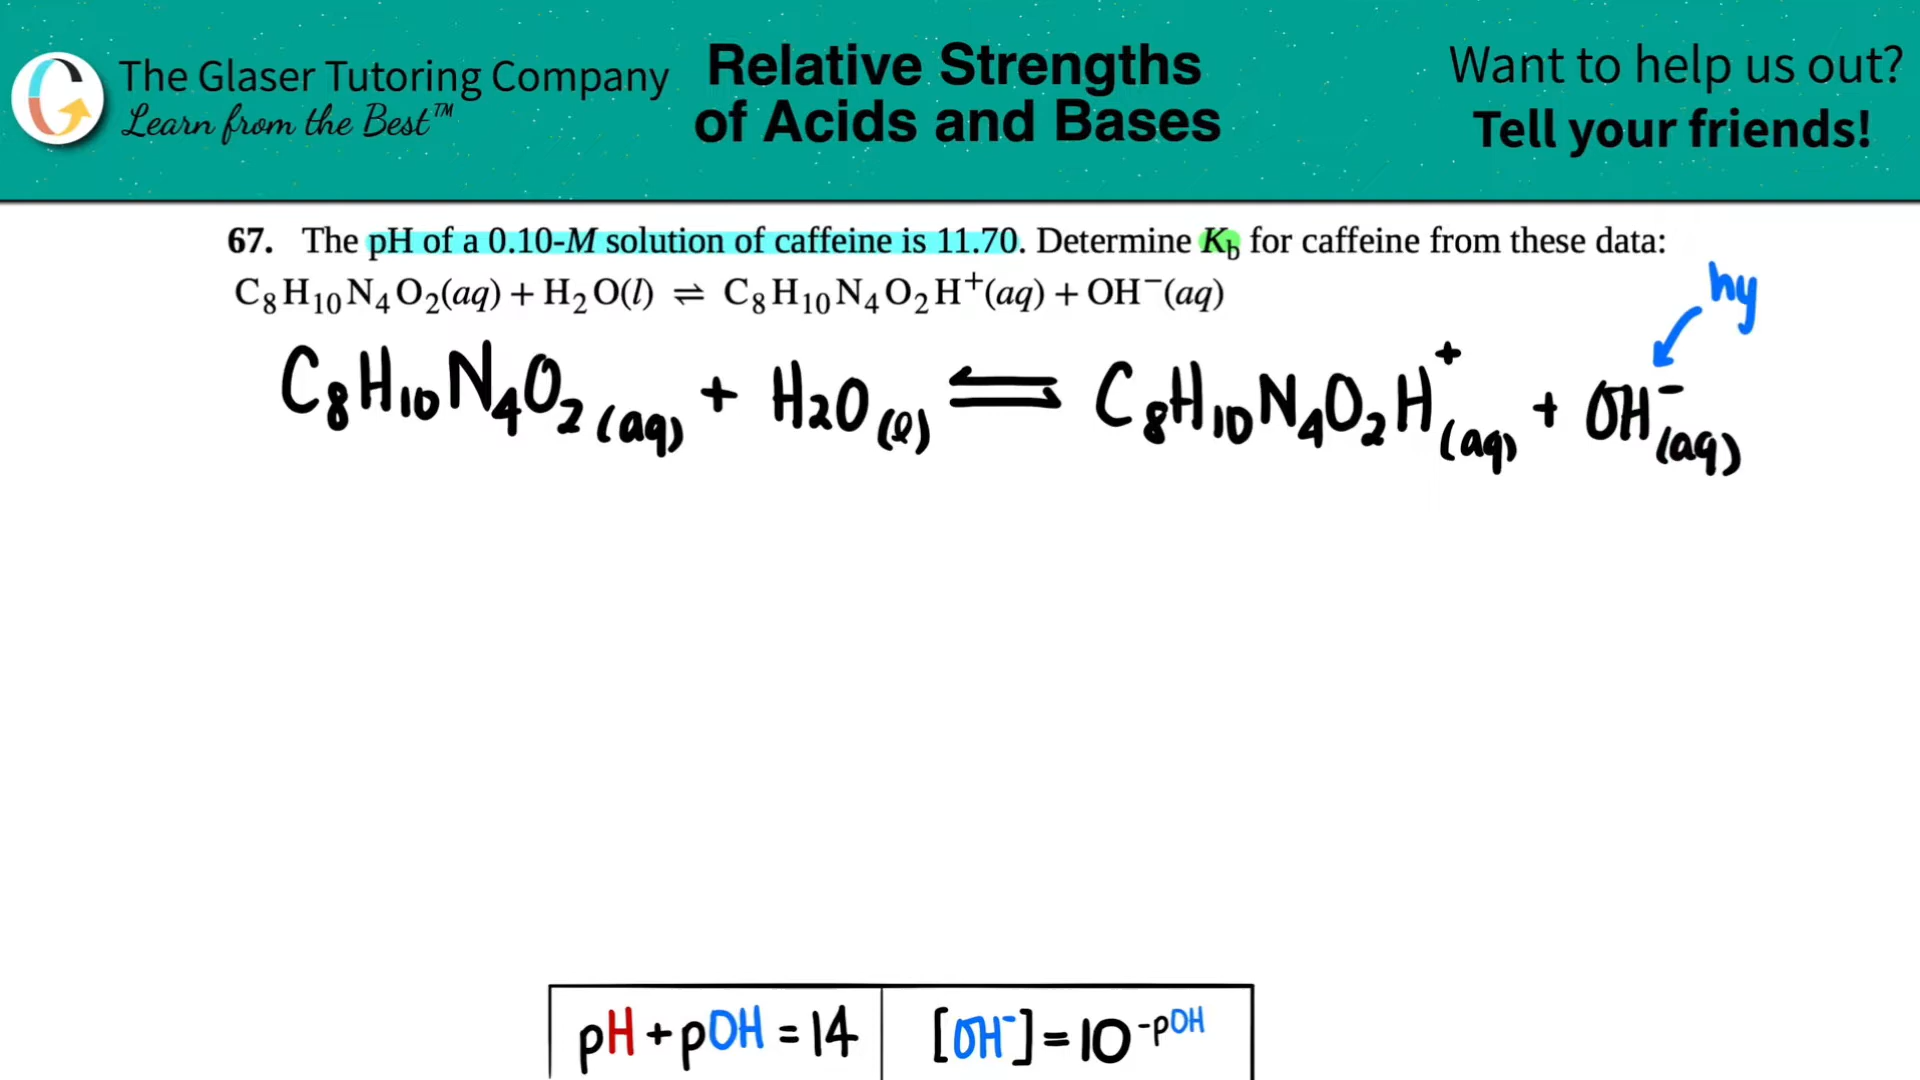 The Glaser Tutoring Company
Learn from the Best™
Relative Strengths
of Acids and Bases
Want to help us out?
Tell your friends!
67. The pH of a 0.10-M solution of caffeine is 11.70. Determine K_b for caffeine from these data:
C₈H₁₀N₄O₂(aq) + H₂O(l) ⇌ C₈H₁₀N₄O₂H⁺(aq) + OH⁻(aq)
hy
C₈H₁₀N₄O₂(aq) + H₂O(l) ⇌ C₈H₁₀N₄O₂H⁺(aq) + OH⁻(aq)
pH + pOH = 14
[OH⁻] = 10^-pOH